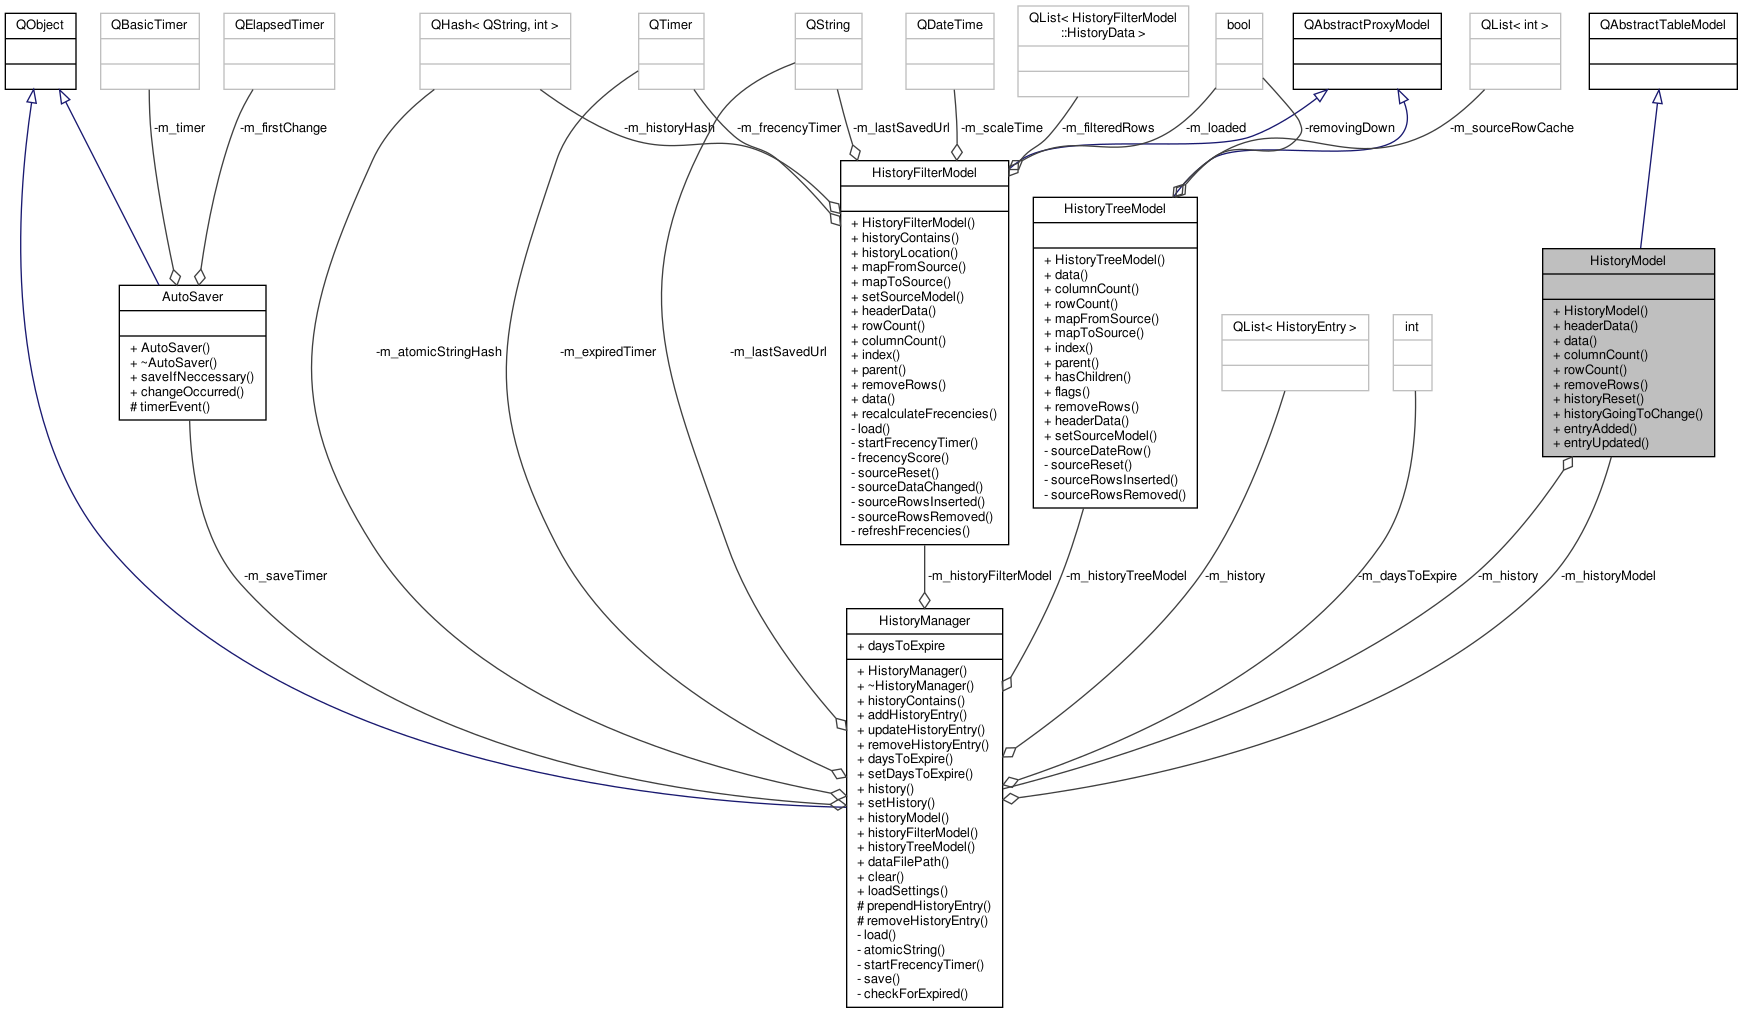 QObject
QBasicTimer
QElapsedTimer
QHash< QString, int >
QTimer
QString
QDateTime
QList< HistoryFilterModel
::HistoryData >
bool
QAbstractProxyModel
QList< int >
QAbstractTableModel
-m_timer
-m_firstChange
-m_historyHash
-m_frecencyTimer
-m_lastSavedUrl
-m_scaleTime
-m_filteredRows
-m_loaded
-removingDown
-m_sourceRowCache
AutoSaver
+ AutoSaver()
+ ~AutoSaver()
+ saveIfNeccessary()
+ changeOccurred()
# timerEvent()
-m_atomicStringHash
-m_expiredTimer
-m_lastSavedUrl
HistoryFilterModel
+ HistoryFilterModel()
+ historyContains()
+ historyLocation()
+ mapFromSource()
+ mapToSource()
+ setSourceModel()
+ headerData()
+ rowCount()
+ columnCount()
+ index()
+ parent()
+ removeRows()
+ data()
+ recalculateFrecencies()
- load()
- startFrecencyTimer()
- frecencyScore()
- sourceReset()
- sourceDataChanged()
- sourceRowsInserted()
- sourceRowsRemoved()
- refreshFrecencies()
HistoryTreeModel
+ HistoryTreeModel()
+ data()
+ columnCount()
+ rowCount()
+ mapFromSource()
+ mapToSource()
+ index()
+ parent()
+ hasChildren()
+ flags()
+ removeRows()
+ headerData()
+ setSourceModel()
- sourceDateRow()
- sourceReset()
- sourceRowsInserted()
- sourceRowsRemoved()
QList< HistoryEntry >
int
HistoryModel
+ HistoryModel()
+ headerData()
+ data()
+ columnCount()
+ rowCount()
+ removeRows()
+ historyReset()
+ historyGoingToChange()
+ entryAdded()
+ entryUpdated()
-m_saveTimer
-m_historyFilterModel
-m_historyTreeModel
-m_history
-m_daysToExpire
-m_history
-m_historyModel
HistoryManager
+ daysToExpire
+ HistoryManager()
+ ~HistoryManager()
+ historyContains()
+ addHistoryEntry()
+ updateHistoryEntry()
+ removeHistoryEntry()
+ daysToExpire()
+ setDaysToExpire()
+ history()
+ setHistory()
+ historyModel()
+ historyFilterModel()
+ historyTreeModel()
+ dataFilePath()
+ clear()
+ loadSettings()
# prependHistoryEntry()
# removeHistoryEntry()
- load()
- atomicString()
- startFrecencyTimer()
- save()
- checkForExpired()